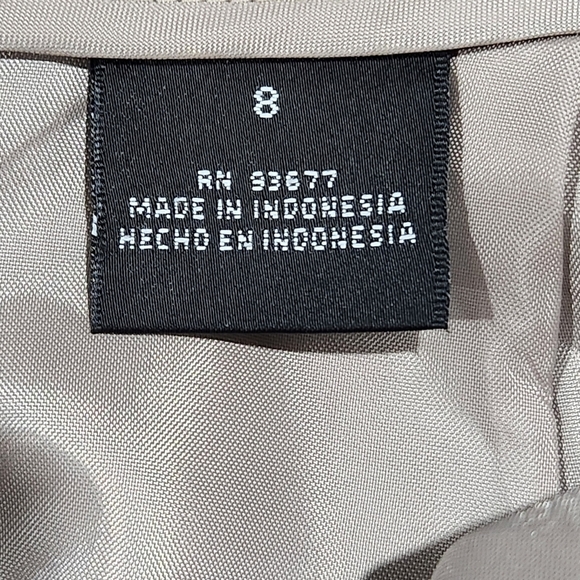 8
RN 93677
MADE IN INDONESIA
HECHO EN INDONESIA